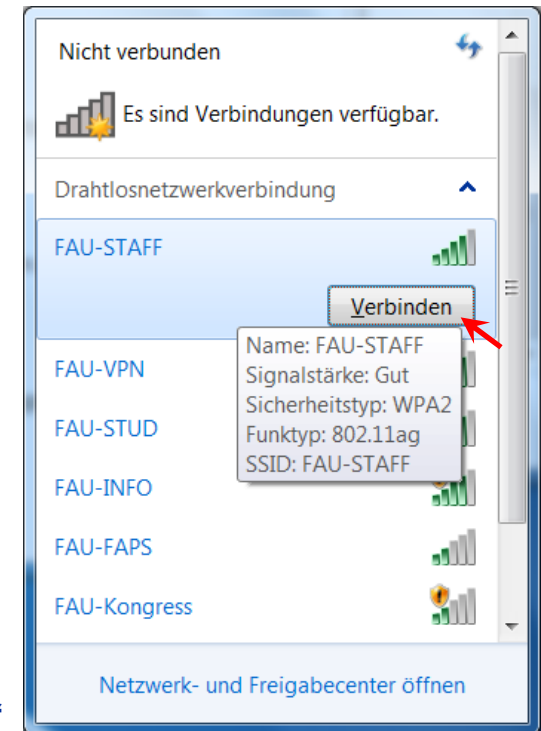 Nicht verbunden
Es sind Verbindungen verfügbar.
Drahtlosnetzwerkverbindung
FAU-STAFF
Verbinden
Name: FAU-STAFF
Signalstärke: Gut
Sicherheitstyp: WPA2
Funktyp: 802.11ag
SSID: FAU-STAFF
FAU-VPN
FAU-STUD
FAU-INFO
FAU-FAPS
FAU-Kongress
Netzwerk- und Freigabecenter öffnen